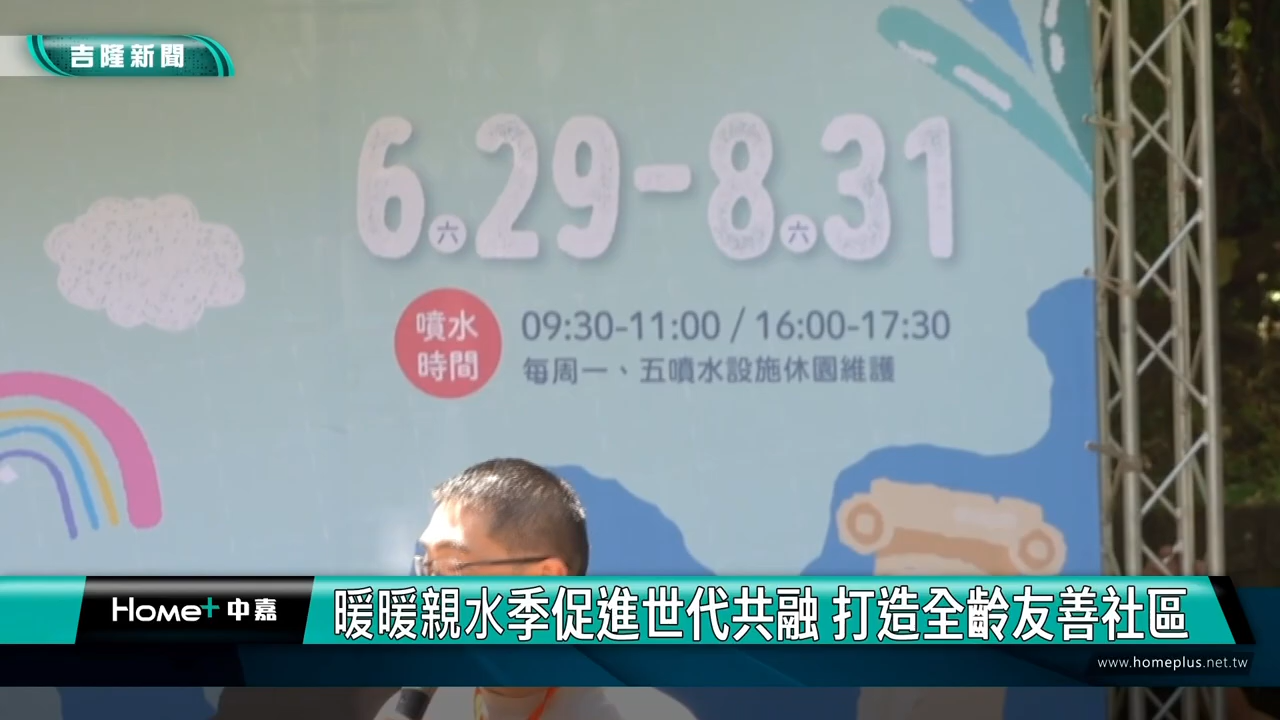 吉隆新聞
6.29-8.31
六 六
噴水時間
09:30-11:00 / 16:00-17:30
每周一、五噴水設施休園維護
Home+中嘉
暖暖親水季促進世代共融 打造全齡友善社區
www.homeplus.net.tw